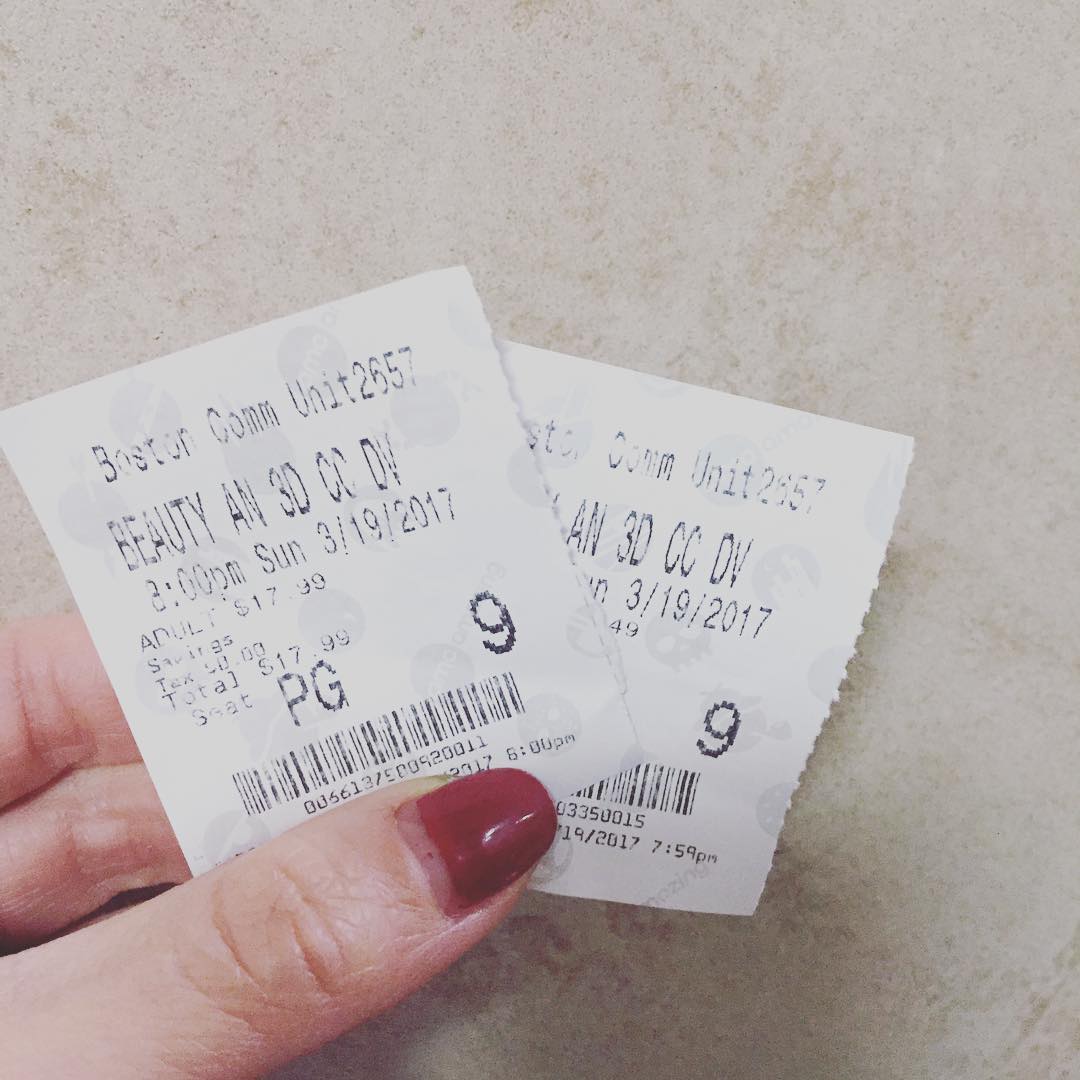 Boston Comm Unit2657
BEAUTY AN 3D CC DV
8:00pm Sun 3/19/2017
ADULT $17.99
Savings
Tax $0.00
Total $17.99
Seat
PG
9
2017 6:00pm
Comm Unit2657
AN 3D CC DV
3/19/2017
49
9
03350015
19/2017 7:59pm
amazing